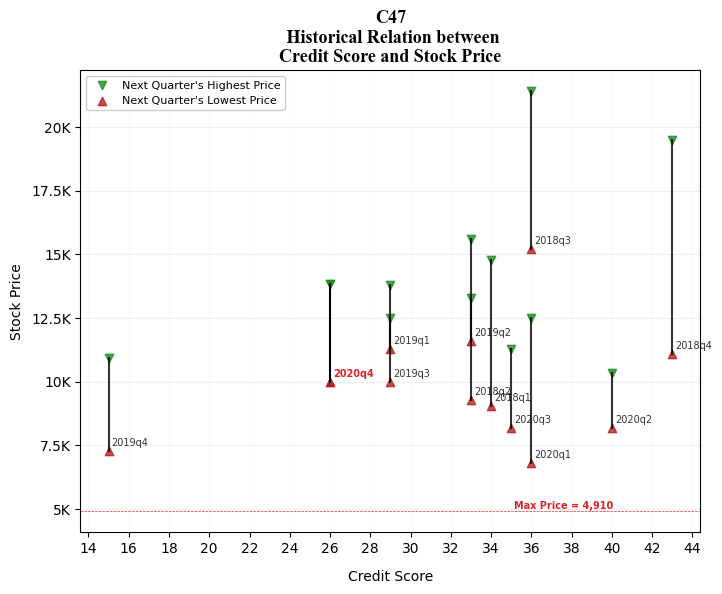 C47
Historical Relation between
Credit Score and Stock Price
Next Quarter's Highest Price
Next Quarter's Lowest Price
20K
17.5K
15K
12.5K
10K
7.5K
5K
Stock Price
2018q3
2018q4
2019q1
2019q2
2020q4
2019q3
2018q2
2018q1
2020q3
2020q2
2019q4
2020q1
Max Price = 4,910
14 16 18 20 22 24 26 28 30 32 34 36 38 40 42 44
Credit Score